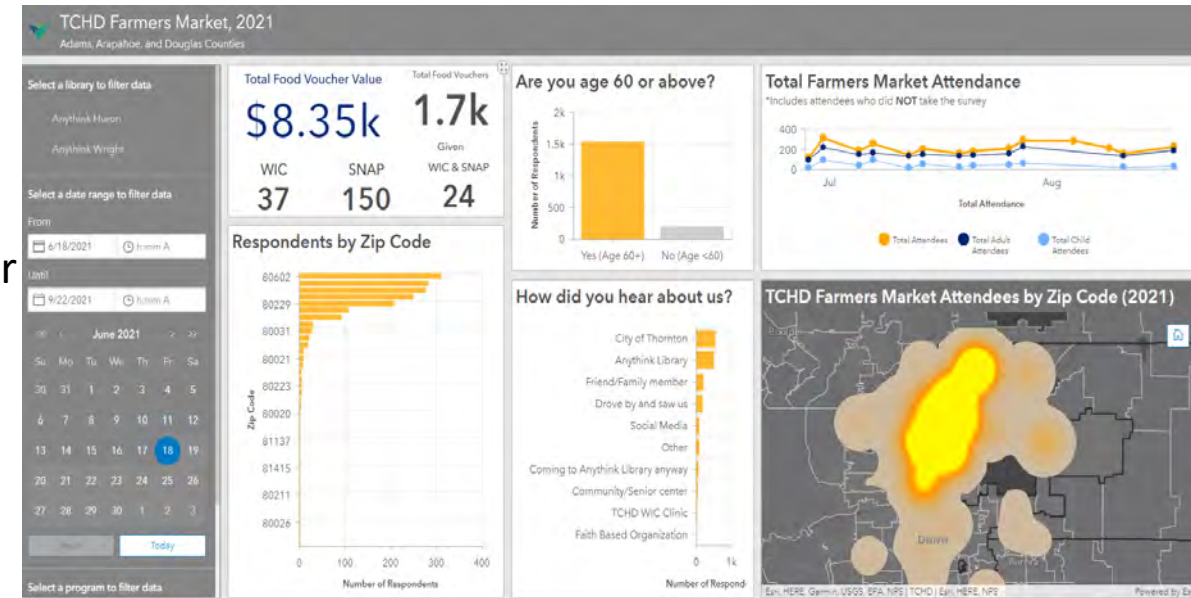 TCHD Farmers Market, 2021
Adams, Arapahoe, and Douglas Counties
r
Select a library to filter data
Anythink Huron
Anythink Wright
Select a date range to filter data
From
6/18/2021 h:mm A
Until
9/22/2021 h:mm A
June 2021
Su Mo Tu We Th Fr Sa
30 31 1 2 3 4 5
6 7 8 9 10 11 12
13 14 15 16 17 18 19
20 21 22 23 24 25 26
27 28 29 30 1 2 3
Today
Select a program to filter data
Total Food Voucher Value
$8.35k
Total Food Vouchers
1.7k
Given
WIC
37
SNAP
150
WIC & SNAP
24
Respondents by Zip Code
Zip Code
80602
80229
80031
80021
80223
80020
81137
81415
80211
80026
0 100 200 300 400
Number of Respondents
Are you age 60 or above?
Number of Respondents
2k
1.5k
1k
500
0
Yes (Age 60+) No (Age <60)
How did you hear about us?
City of Thornton
Anythink Library
Friend/Family member
Drove by and saw us
Social Media
Other
Coming to Anythink Library anyway
Community/Senior center
TCHD WIC Clinic
Faith Based Organization
0 1k
Number of Respond
Total Farmers Market Attendance
*Includes attendees who did NOT take the survey
400
200
0
Jul Aug
Total Attendance
Total Attendees
Total Adult Attendees
Total Child Attendees
TCHD Farmers Market Attendees by Zip Code (2021)
Esri, HERE, Garmin, USGS, EPA, NPS | TCHD | Esri, HERE, NPS
Powered by Es